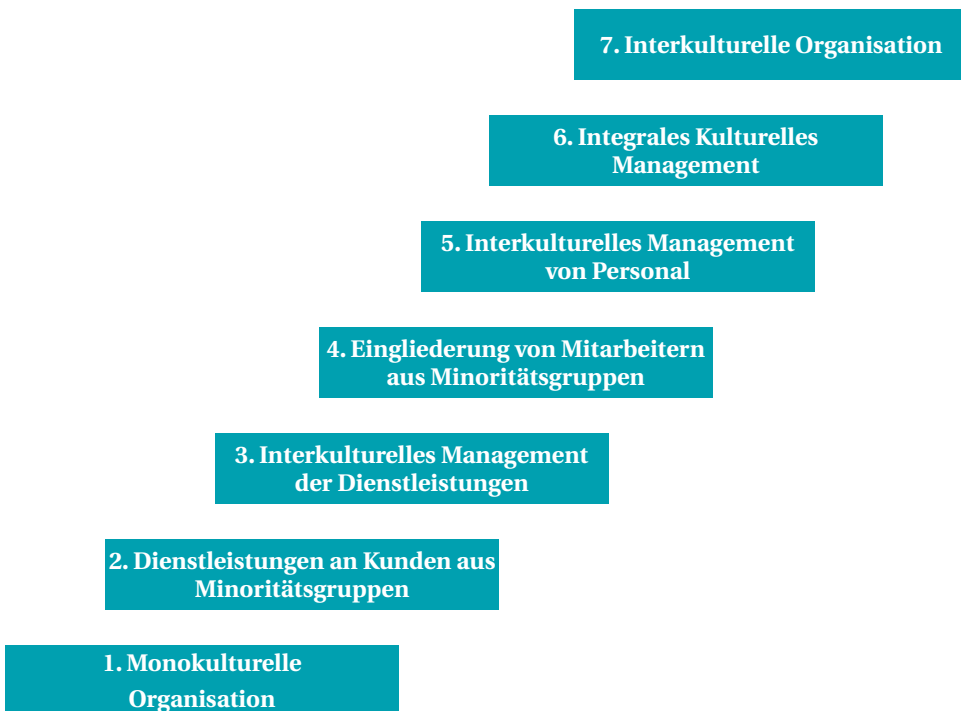 7. Interkulturelle Organisation
6. Integrales Kulturelles
Management
5. Interkulturelles Management
von Personal
4. Eingliederung von Mitarbeitern
aus Minoritätsgruppen
3. Interkulturelles Management
der Dienstleistungen
2. Dienstleistungen an Kunden aus
Minoritätsgruppen
1. Monokulturelle
Organisation